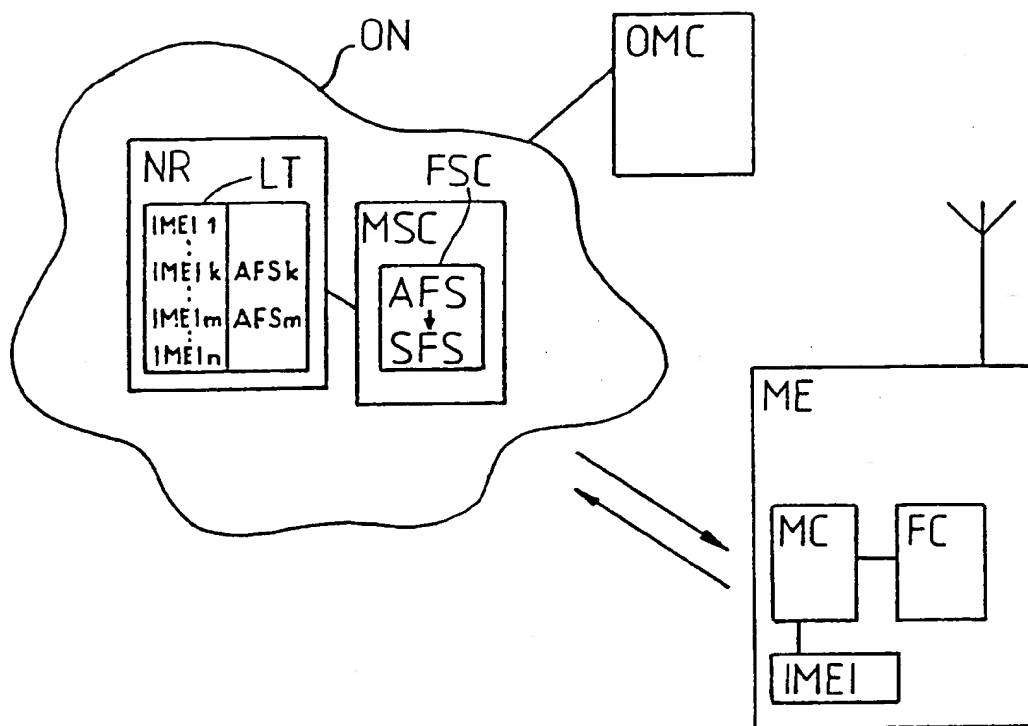 ON
OMC
NR
LT
FSC
IMEI 1
IMEI k AFSk
IMEI m AFSm
IMEI n
MSC
AFS
SFS
ME
MC
FC
IMEI